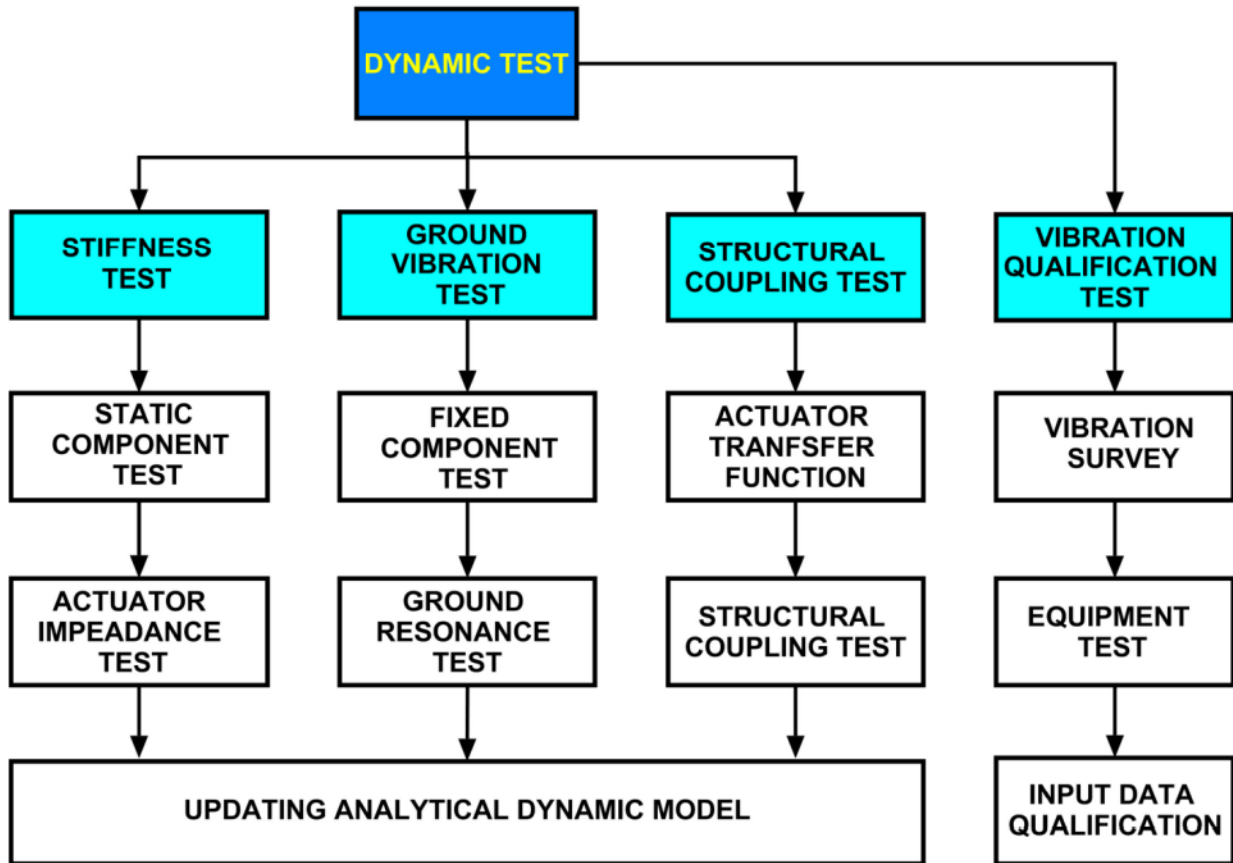 DYNAMIC TEST
STIFFNESS
TEST
GROUND
VIBRATION
TEST
STRUCTURAL
COUPLING TEST
VIBRATION
QUALIFICATION
TEST
STATIC
COMPONENT
TEST
FIXED
COMPONENT
TEST
ACTUATOR
TRANFSFER
FUNCTION
VIBRATION
SURVEY
ACTUATOR
IMPEADANCE
TEST
GROUND
RESONANCE
TEST
STRUCTURAL
COUPLING TEST
EQUIPMENT
TEST
UPDATING ANALYTICAL DYNAMIC MODEL
INPUT DATA
QUALIFICATION